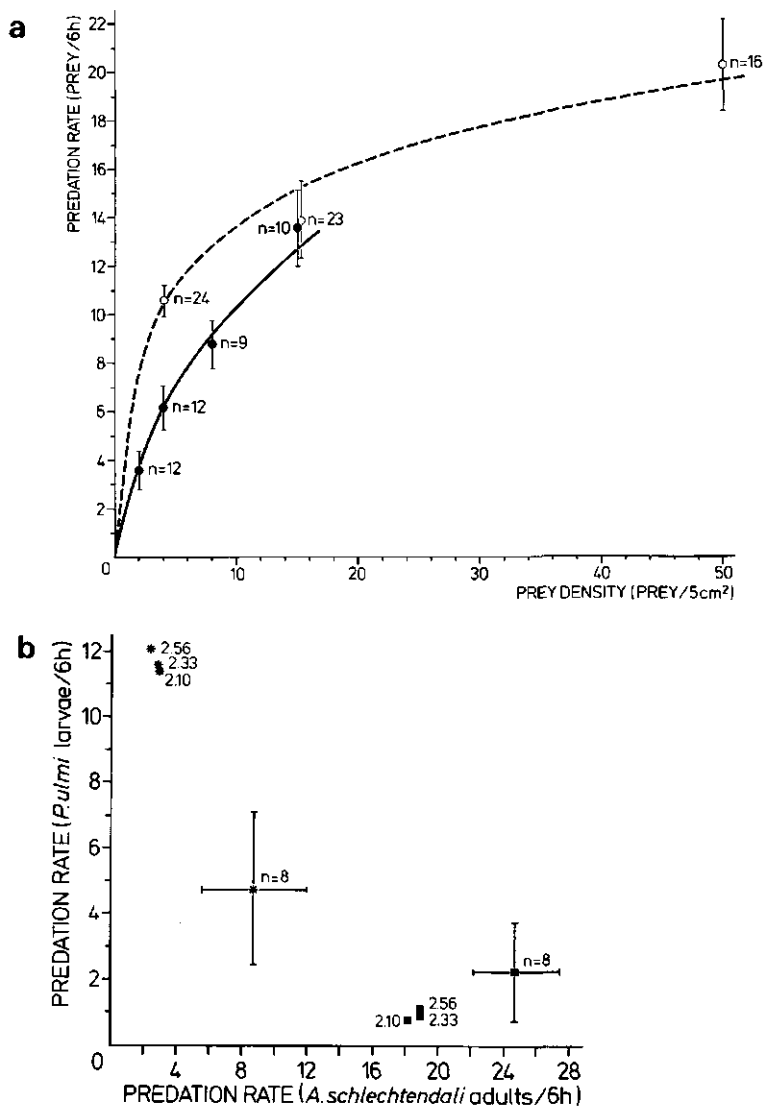 a
PREDATION RATE (PREY/6h)
22
20
18
16
14
12
10
8
6
4
2
0
10
20
30
40
50
PREY DENSITY (PREY/5cm²)
n=16
n=10
n=23
n=24
n=9
n=12
n=12
b
PREDATION RATE (P.ulmi larvae/6h)
12
10
8
6
4
2
0
4
8
12
16
20
24
28
PREDATION RATE (A.schlechtendali adults/6h)
2.56
2.33
2.10
n=8
n=8
2.56
2.10
2.33